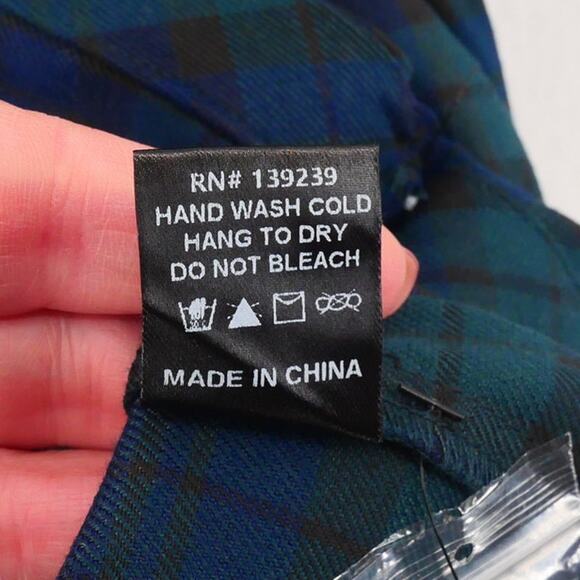 RN# 139239
HAND WASH COLD
HANG TO DRY
DO NOT BLEACH
MADE IN CHINA